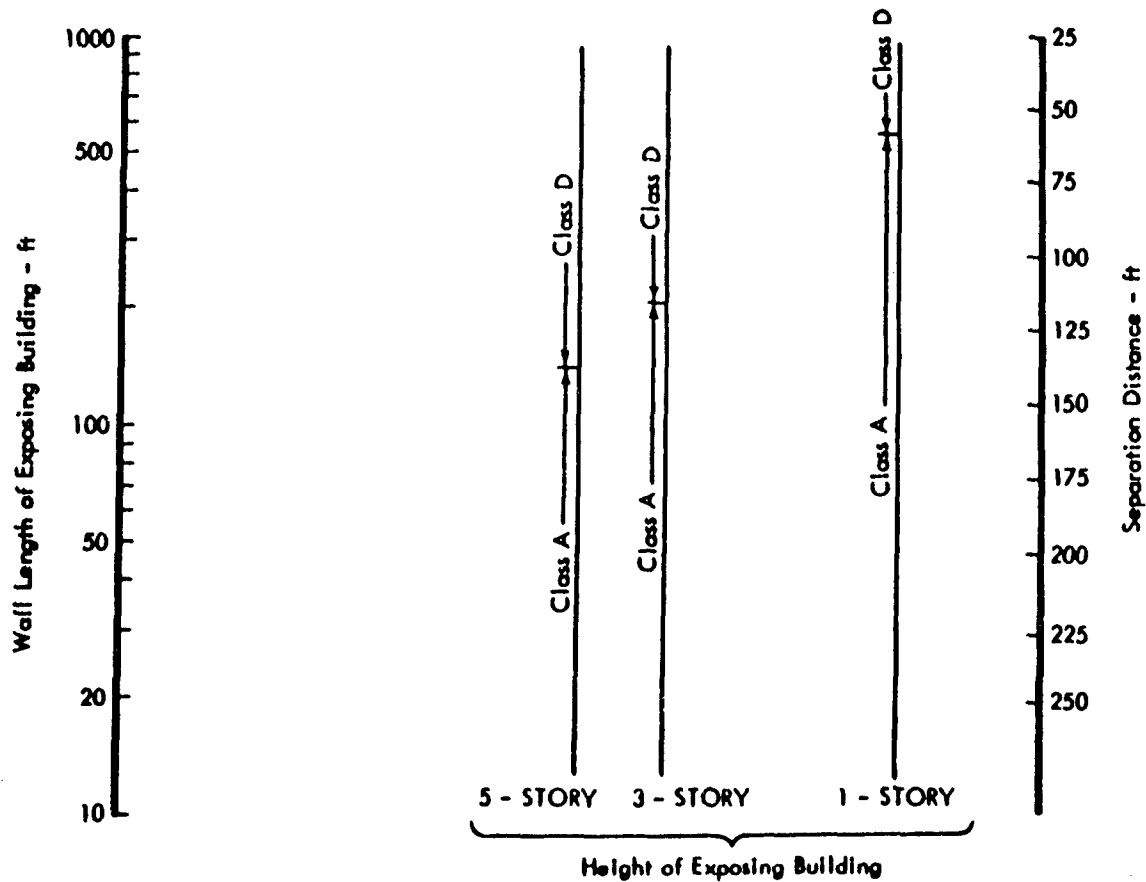 Wall Length of Exposing Building - ft
1000
500
200
100
50
20
10
Class A
Class D
Class A
Class D
Class A
Class D
5 - STORY
3 - STORY
1 - STORY
Height of Exposing Building
25
50
75
100
125
150
175
200
225
250
Separation Distance - ft